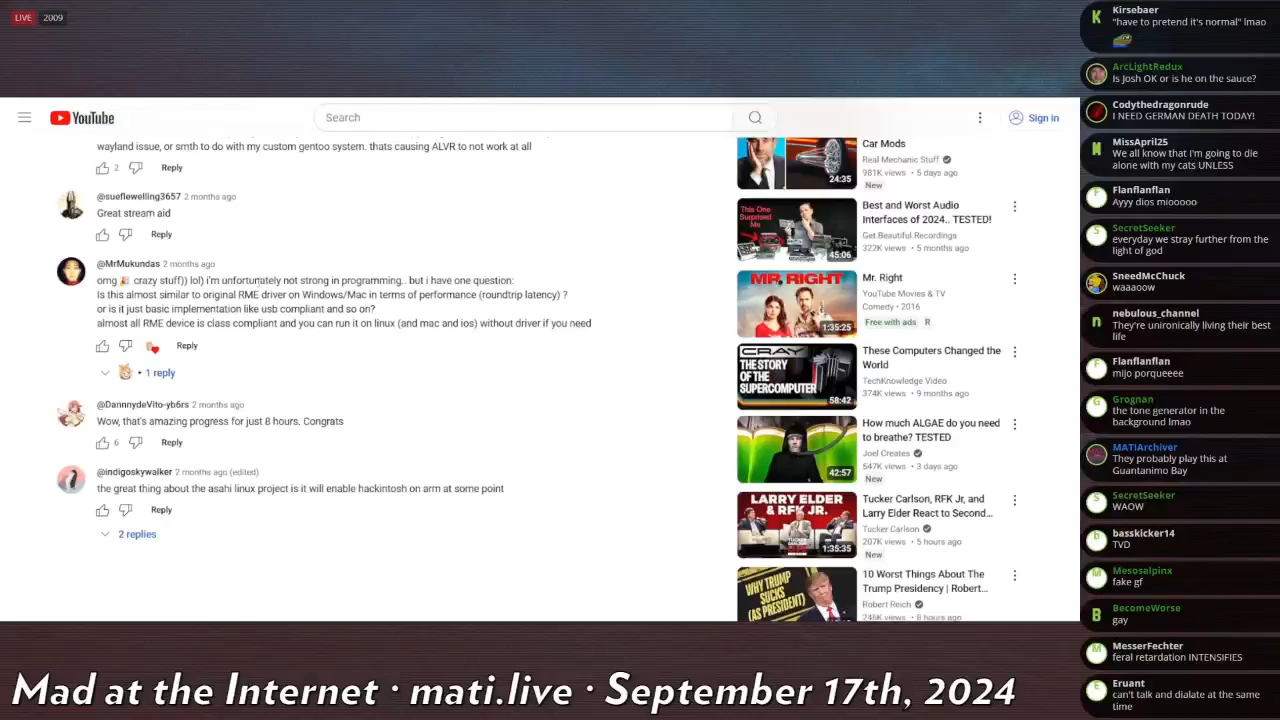 LIVE 2009
YouTube
Search
Sign in
wayland issue, or smth to do with my custom gentoo system. thats causing ALVR to not work at all
2 Reply
@sueflewelling3657 2 months ago
Great stream aid
Reply
@MrMukundas 2 months ago
omg 🎉 crazy stuff)) lol) i'm unfortunately not strong in programming.. but i have one question:
Is this almost similar to original RME driver on Windows/Mac in terms of performance (roundtrip latency) ?
or is it just basic implementation like usb compliant and so on?
almost all RME device is class compliant and you can run it on linux (and mac and ios) without driver if you need
Reply
• 1 reply
@DannnydeVito-yb6rs 2 months ago
Wow, that's amazing progress for just 8 hours. Congrats
6 Reply
@indigoskywalker 2 months ago (edited)
the great thing about the asahi linux project is it will enable hackintosh on arm at some point
Reply
2 replies
24:35
Car Mods
Real Mechanic Stuff
981K views • 5 days ago
New
This One
Surprised
Me
45:06
Best and Worst Audio
Interfaces of 2024.. TESTED!
Get.Beautiful.Recordings
322K views • 5 months ago
MR. RIGHT
1:35:25
Mr. Right
YouTube Movies & TV
Comedy • 2016
Free with ads R
CRAY
THE STORY
OF THE
SUPERCOMPUTER
58:42
These Computers Changed the
World
TechKnowledge Video
374K views • 9 months ago
42:57
How much ALGAE do you need
to breathe? TESTED
Joel Creates
647K views • 3 days ago
New
LARRY ELDER
& RFK JR.
1:35:35
Tucker Carlson, RFK Jr, and
Larry Elder React to Second...
Tucker Carlson
207K views • 5 hours ago
New
WHY TRUMP
SUCKS
(AS PRESIDENT)
10 Worst Things About The
Trump Presidency | Robert...
Robert Reich
246K views • 8 hours ago
K
Kirsebaer
"have to pretend it's normal" lmao
ArcLightRedux
Is Josh OK or is he on the sauce?
Codythedragonrude
I NEED GERMAN DEATH TODAY!
M
MissApril25
We all know that I'm going to die
alone with my cats UNLESS
F
Flanflanflan
Ayyy dios miooaoo
S
SecretSeeker
everyday we stray further from the
light of god
SneedMcChuck
waaaoow
n
nebulous_channel
They're unironically living their best
life
F
Flanflanflan
mijo porqueeee
G
Grognan
the tone generator in the
background lmao
MATIArchiver
They probably play this at
Guantanimo Bay
S
SecretSeeker
WAOW
b
basskicker14
TVD
M
Mesosalpinx
fake gf
B
BecomeWorse
gay
M
MesserFechter
feral retardation INTENSIFIES
E
Eruant
can't talk and dialate at the same
time
Mad at the Internet · mati.live · September 17th, 2024